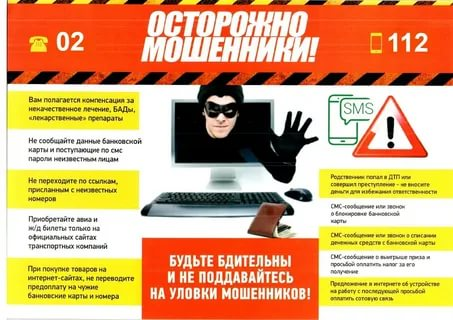 ОСТОРОЖНО
МОШЕННИКИ!
02
112
Вам полагается компенсация за
некачественное лечение, БАДы,
«лекарственные» препараты
Не сообщайте данные банковской
карты и поступающие по смс
пароли неизвестным лицам
Не переходите по ссылкам,
присланным с неизвестных
номеров
Приобретайте авиа и
ж/д билеты только на
официальных сайтах
транспортных компаний
При покупке товаров на
интернет-сайтах, не переводите
предоплату на чужие
банковские карты и номера
SMS
Родственник попал в ДТП или
совершил преступление - не вносите
деньги для избежания ответственности
СМС-сообщение или звонок
о блокировке банковской
карты
СМС-сообщение или звонок о списании
денежных средств с банковской карты
СМС-сообщение о выигрыше приза и
просьбой оплатить налог за его
получение
Предложение в интернете об устройстве
на работу с последующей просьбой
оплатить сотовую связь
БУДЬТЕ БДИТЕЛЬНЫ
И НЕ ПОДДАВАЙТЕСЬ
НА УЛОВКИ МОШЕННИКОВ!